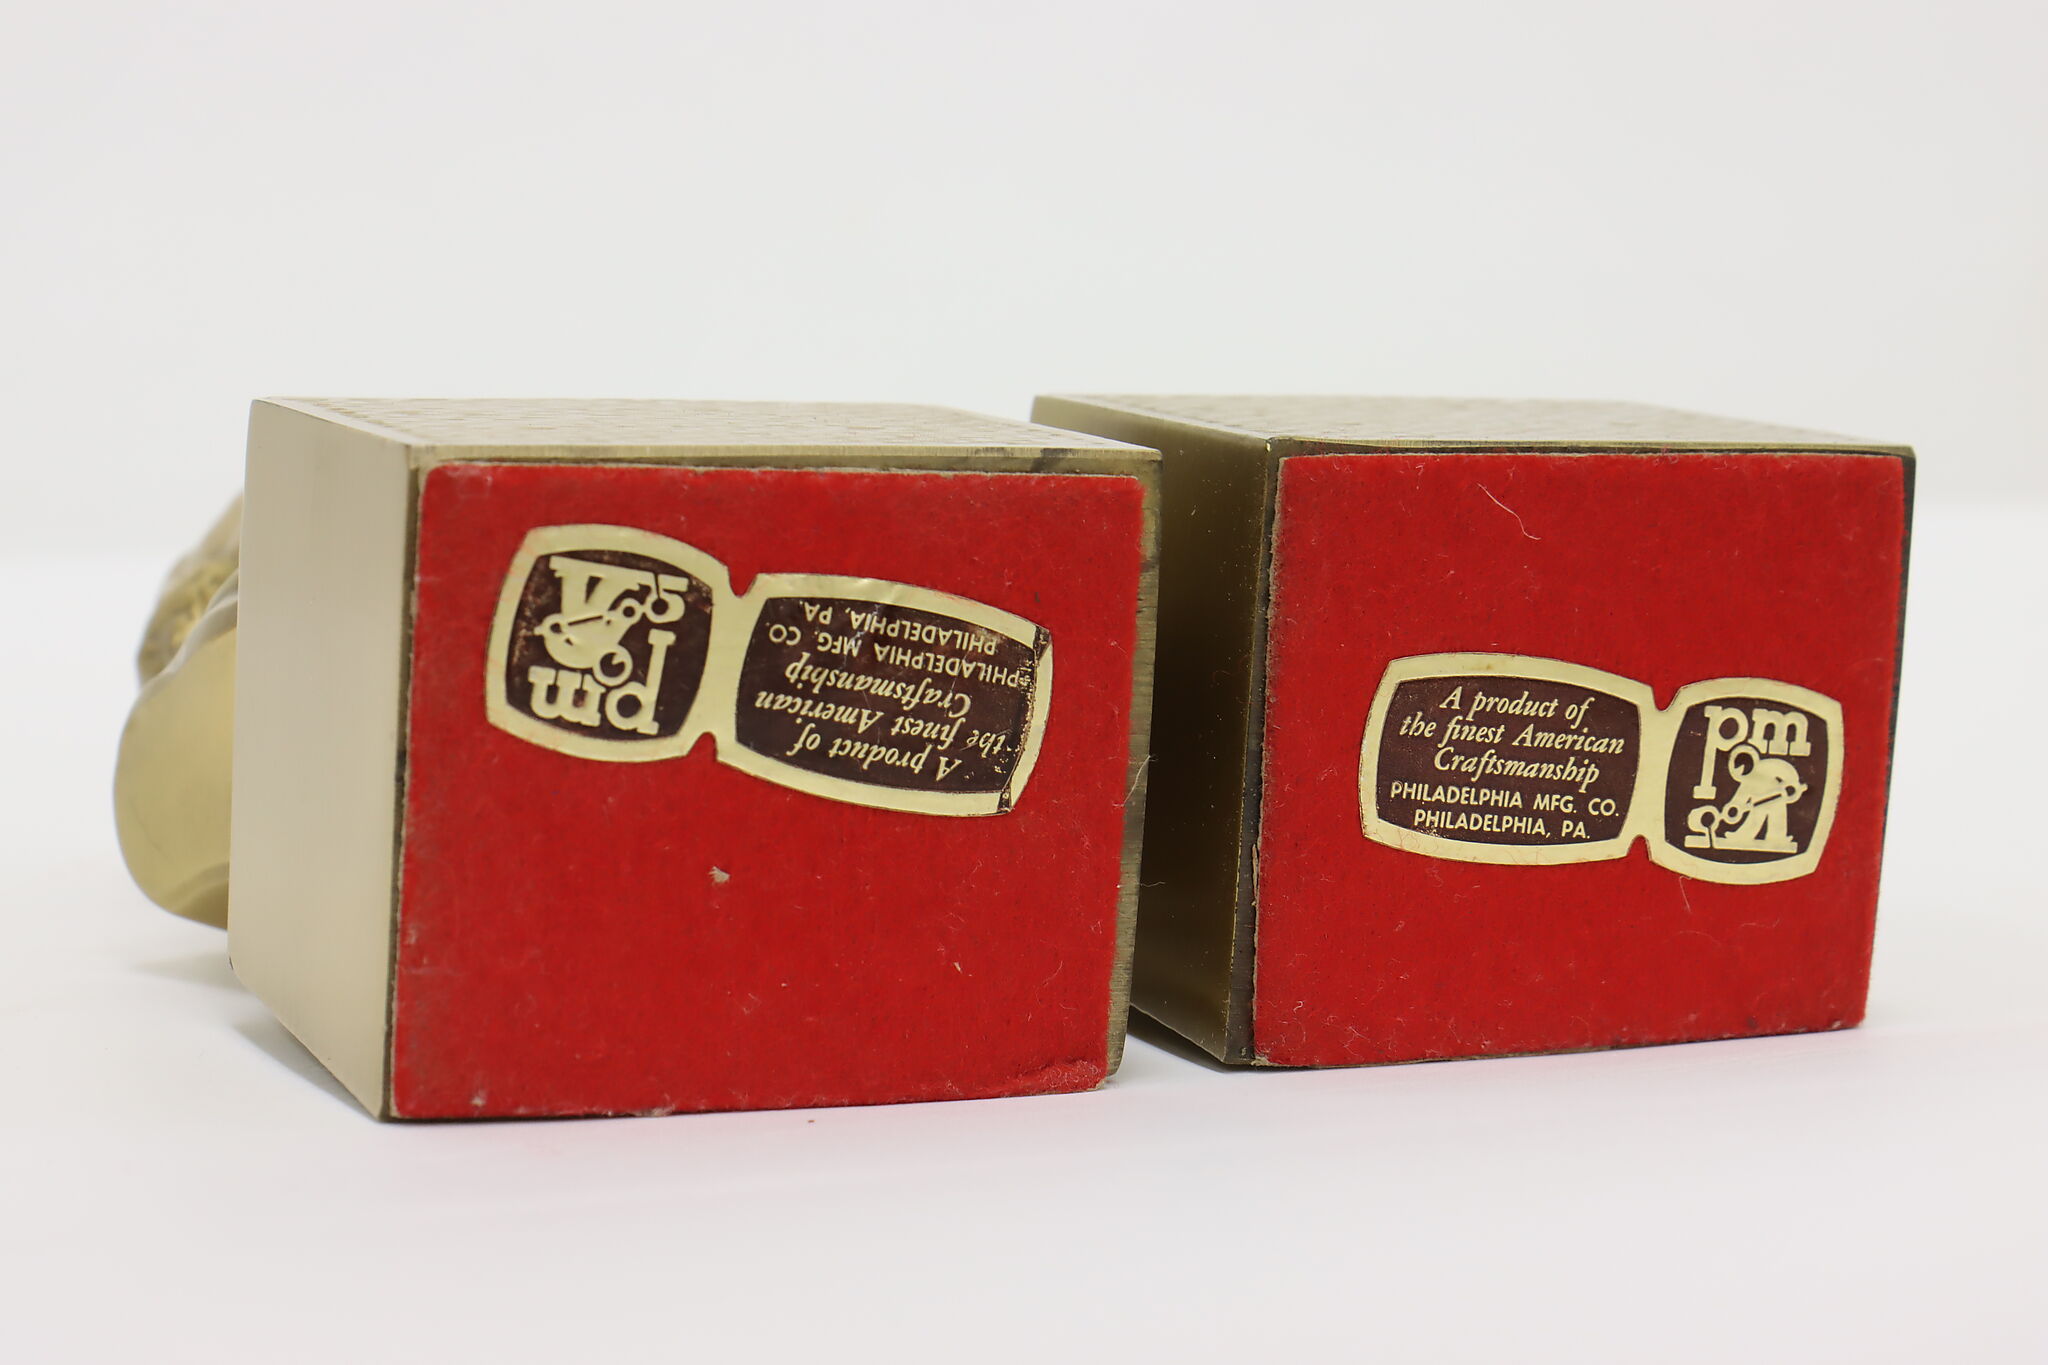 pm
A product of
the finest American
Craftsmanship
PHILADELPHIA MFG. CO
PHILADELPHIA, PA.
A product of
the finest American
Craftsmanship
PHILADELPHIA MFG. CO.
PHILADELPHIA, PA.
pm